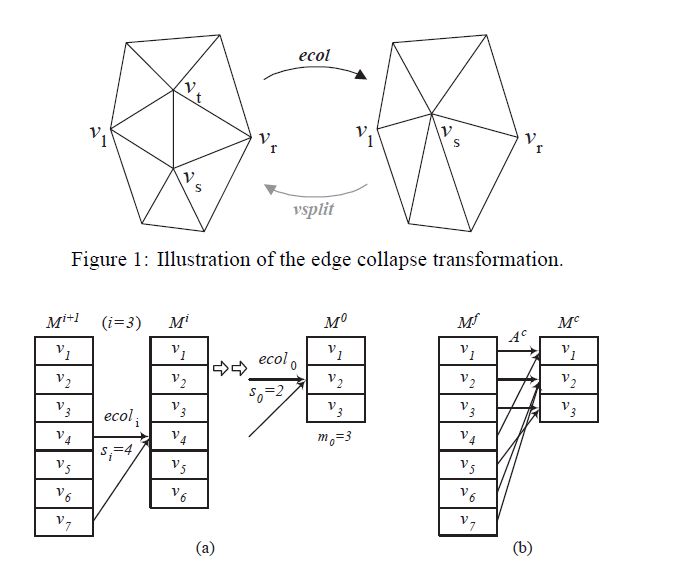 ecol
v_t
v_l v_r v_l v_s v_r
v_s
vsplit
Figure 1: Illustration of the edge collapse transformation.
M^{i+1} (i=3) M^i M^0 M^f A^c M^c
v_1 v_1 v_1 v_1 v_1
v_2 v_2 ecol_0 v_2 v_2 v_2
v_3 v_3 s_0=2 v_3 v_3 v_3
v_4 ecol_i v_4 m_0=3 v_4
v_5 s_i=4 v_5 v_5
v_6 v_6 v_6
v_7 v_7
(a) (b)